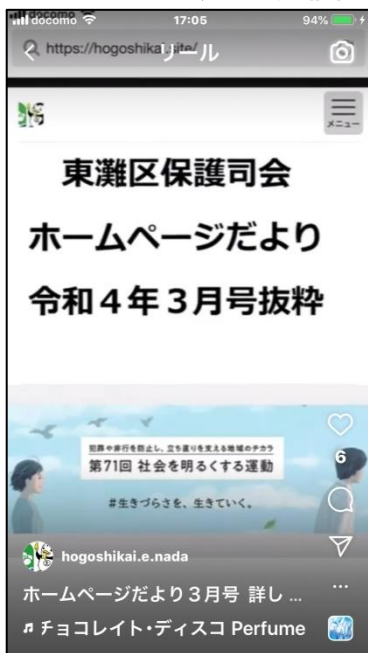 docomo 17:05 94%
https://hogoshikai.site/
リール
メニュー
東灘区保護司会
ホームページだより
令和４年３月号抜粋
犯罪や非行を防止し、立ち直りを支える地域のチカラ
第71回 社会を明るくする運動
#生きづらさを、生きていく。
6
hogoshikai.e.nada
ホームページだより３月号 詳し ...
チョコレイト・ディスコ Perfume